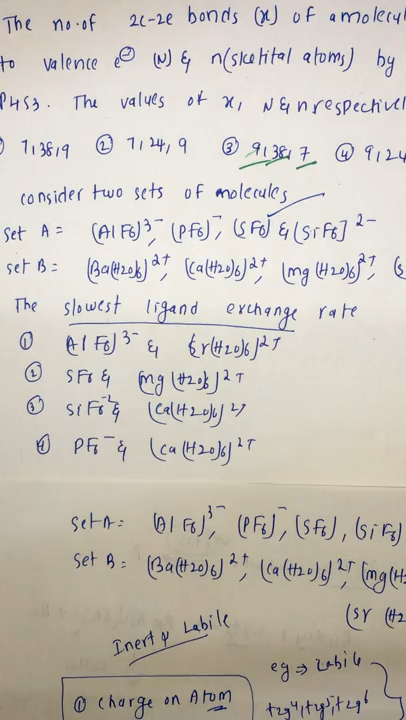 The no.of 2c-2e bonds (x) of a molecul
to valence e⊖ (N) & n(skeletal atoms) by
P4S3. The values of x, N & n respectivel
7,38,9 ② 7,24,9 ③ 9,38,7 ④ 9,24
consider two sets of molecules
set A = (AlF6)3-, (PF6)-, (SF6) & (SiF6]2-
set B = (Ba(H2O)6)2+, (Ca(H2O)6)2+, (mg(H2O)6)2+, (s
The slowest ligand exchange rate
① AlF6)3- & (Sr(H2O)6)2+
② SF6 & (mg(H2O)6)2+
③ SiF6-2 & (Ca(H2O)6)2+
④ PF6- & (Ca(H2O)6)2+
set A = (AlF6)3-, (PF6)-, (SF6), (SiF6
Set B = (Ba(H2O)6)2+, (Ca(H2O)6)2+, (mg(H2
(Sr (H2
Inert & Labile
eg ⇒ Labile
① charge on Atom
t2g4, t2g5, t2g6